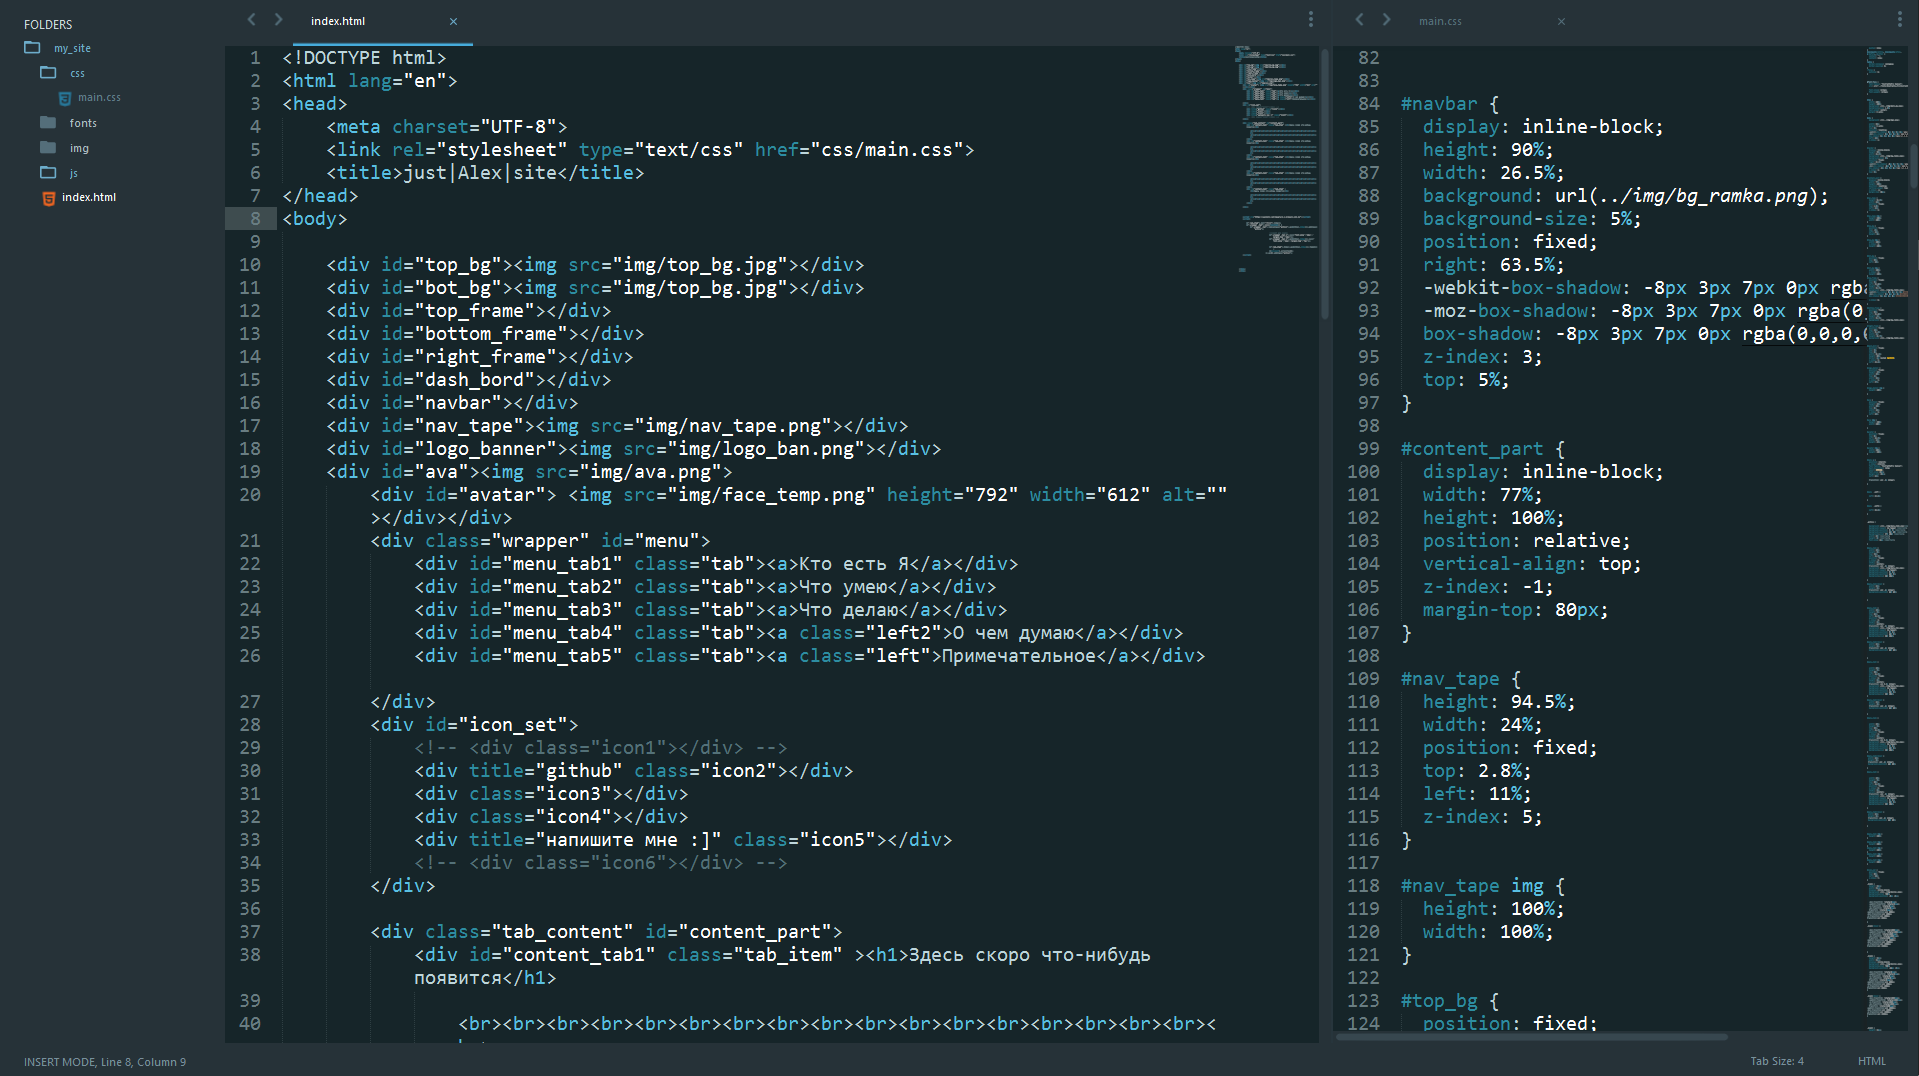 FOLDERS
my_site
css
main.css
fonts
img
js
index.html
index.html
1 <!DOCTYPE html>
2 <html lang="en">
3 <head>
4 <meta charset="UTF-8">
5 <link rel="stylesheet" type="text/css" href="css/main.css">
6 <title>just|Alex|site</title>
7 </head>
8 <body>
9
10 <div id="top_bg"><img src="img/top_bg.jpg"></div>
11 <div id="bot_bg"><img src="img/top_bg.jpg"></div>
12 <div id="top_frame"></div>
13 <div id="bottom_frame"></div>
14 <div id="right_frame"></div>
15 <div id="dash_bord"></div>
16 <div id="navbar"></div>
17 <div id="nav_tape"><img src="img/nav_tape.png"></div>
18 <div id="logo_banner"><img src="img/logo_ban.png"></div>
19 <div id="ava"><img src="img/ava.png">
20 <div id="avatar"> <img src="img/face_temp.png" height="792" width="612" alt=""
></div></div>
21 <div class="wrapper" id="menu">
22 <div id="menu_tab1" class="tab"><a>Кто есть Я</a></div>
23 <div id="menu_tab2" class="tab"><a>Что умею</a></div>
24 <div id="menu_tab3" class="tab"><a>Что делаю</a></div>
25 <div id="menu_tab4" class="tab"><a class="left2">О чем думаю</a></div>
26 <div id="menu_tab5" class="tab"><a class="left">Примечательное</a></div>
27 </div>
28 <div id="icon_set">
29 <!-- <div class="icon1"></div> -->
30 <div title="github" class="icon2"></div>
31 <div class="icon3"></div>
32 <div class="icon4"></div>
33 <div title="напишите мне :]" class="icon5"></div>
34 <!-- <div class="icon6"></div> -->
35 </div>
36
37 <div class="tab_content" id="content_part">
38 <div id="content_tab1" class="tab_item" ><h1>Здесь скоро что-нибудь
появится</h1>
39
40 <br><br><br><br><br><br><br><br><br><br><br><br><br><br><br><br><br><
main.css
82
83
84 #navbar {
85 display: inline-block;
86 height: 90%;
87 width: 26.5%;
88 background: url(../img/bg_ramka.png);
89 background-size: 5%;
90 position: fixed;
91 right: 63.5%;
92 -webkit-box-shadow: -8px 3px 7px 0px rgba
93 -moz-box-shadow: -8px 3px 7px 0px rgba(0,
94 box-shadow: -8px 3px 7px 0px rgba(0,0,0,
95 z-index: 3;
96 top: 5%;
97 }
98
99 #content_part {
100 display: inline-block;
101 width: 77%;
102 height: 100%;
103 position: relative;
104 vertical-align: top;
105 z-index: -1;
106 margin-top: 80px;
107 }
108
109 #nav_tape {
110 height: 94.5%;
111 width: 24%;
112 position: fixed;
113 top: 2.8%;
114 left: 11%;
115 z-index: 5;
116 }
117
118 #nav_tape img {
119 height: 100%;
120 width: 100%;
121 }
122
123 #top_bg {
124 position: fixed;
INSERT MODE, Line 8, Column 9
Tab Size: 4
HTML